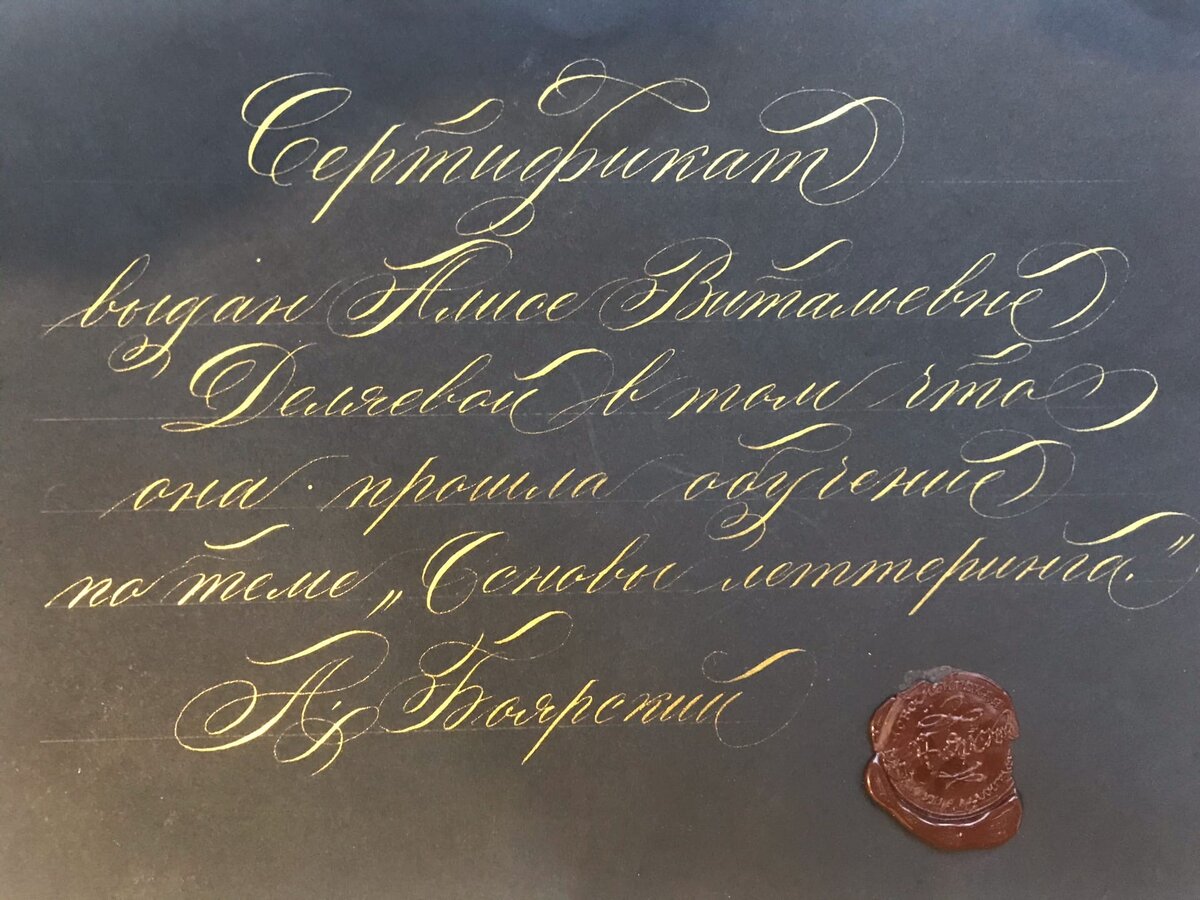 Сертификат
выдан Алисе Витальевне
Деляевой в том что
она прошла обучение
по теме „Основы леттеринга."
А. Боярский